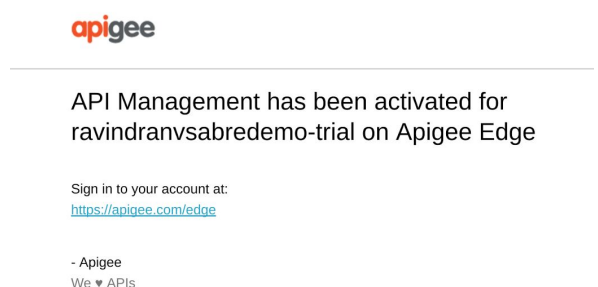 apigee
API Management has been activated for
ravindranvsabredemo-trial on Apigee Edge
Sign in to your account at:
https://apigee.com/edge
- Apigee
We ♥ APIs